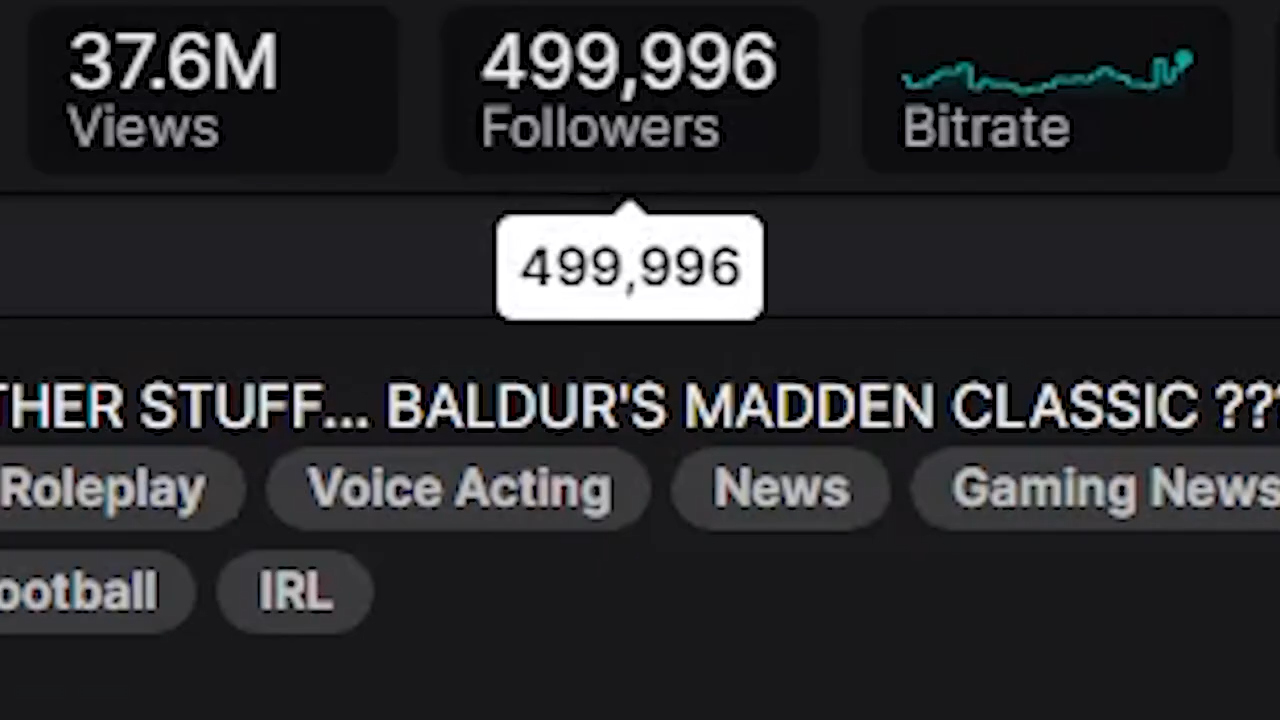 37.6M 499,996
Views Followers Bitrate
499,996
THER STUFF... BALDUR'S MADDEN CLASSIC ??
Roleplay Voice Acting News Gaming News
ootball IRL